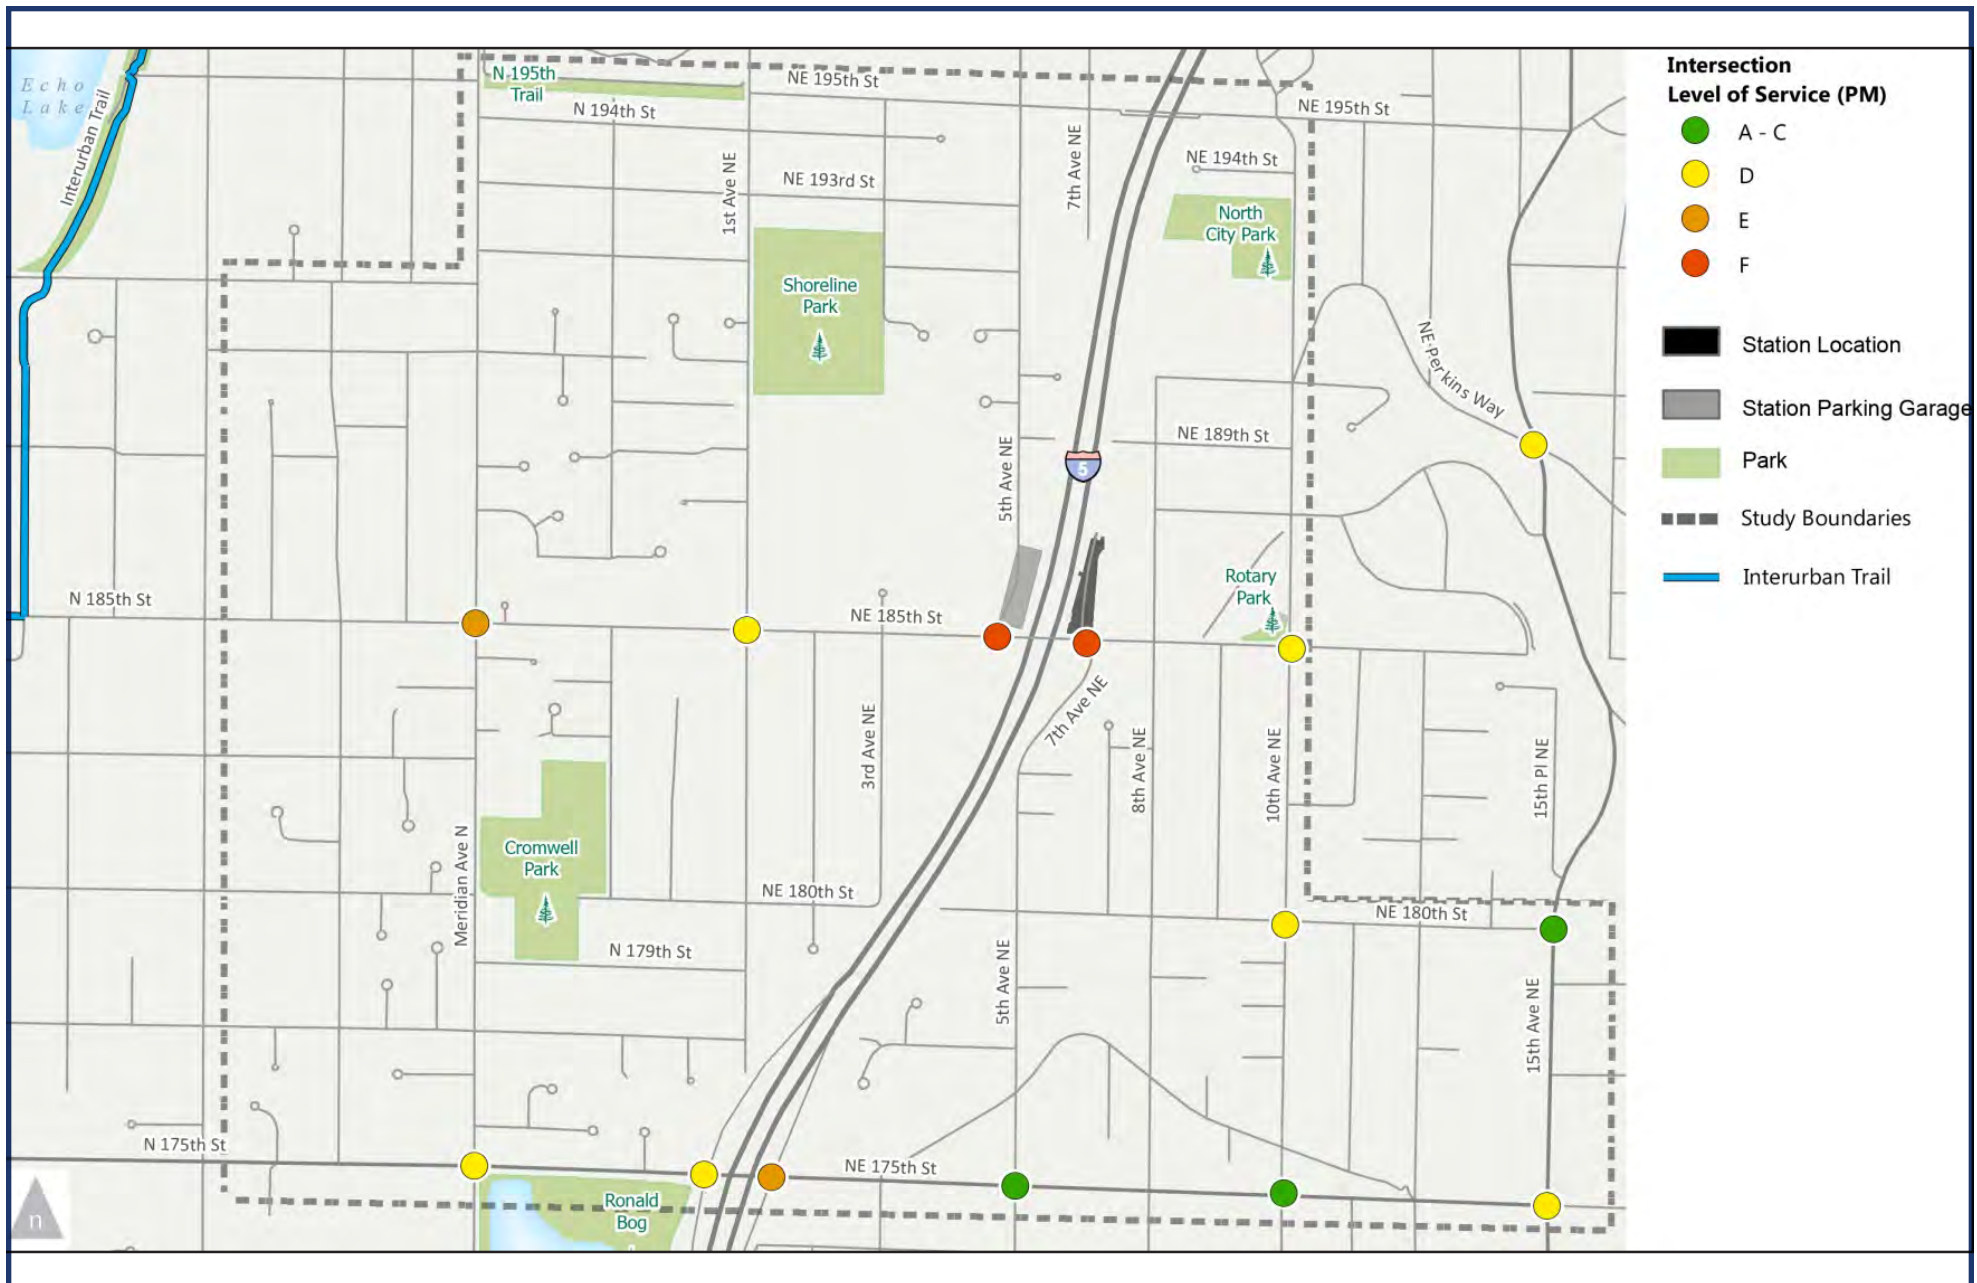 Intersection
Level of Service (PM)
A - C
D
E
F
Station Location
Station Parking Garage
Park
Study Boundaries
Interurban Trail
Echo
Lake
Interurban Trail
N 195th
Trail
NE 195th St
NE 195th St
N 194th St
NE 194th St
7th Ave NE
1st Ave NE
NE 193rd St
North
City Park
Shoreline
Park
NE Perkins Way
NE 189th St
5th Ave NE
5
Rotary
Park
N 185th St
NE 185th St
7th Ave NE
3rd Ave NE
8th Ave NE
10th Ave NE
15th Pl NE
Meridian Ave N
Cromwell
Park
NE 180th St
NE 180th St
N 179th St
5th Ave NE
15th Ave NE
N 175th St
NE 175th St
Ronald
Bog
n